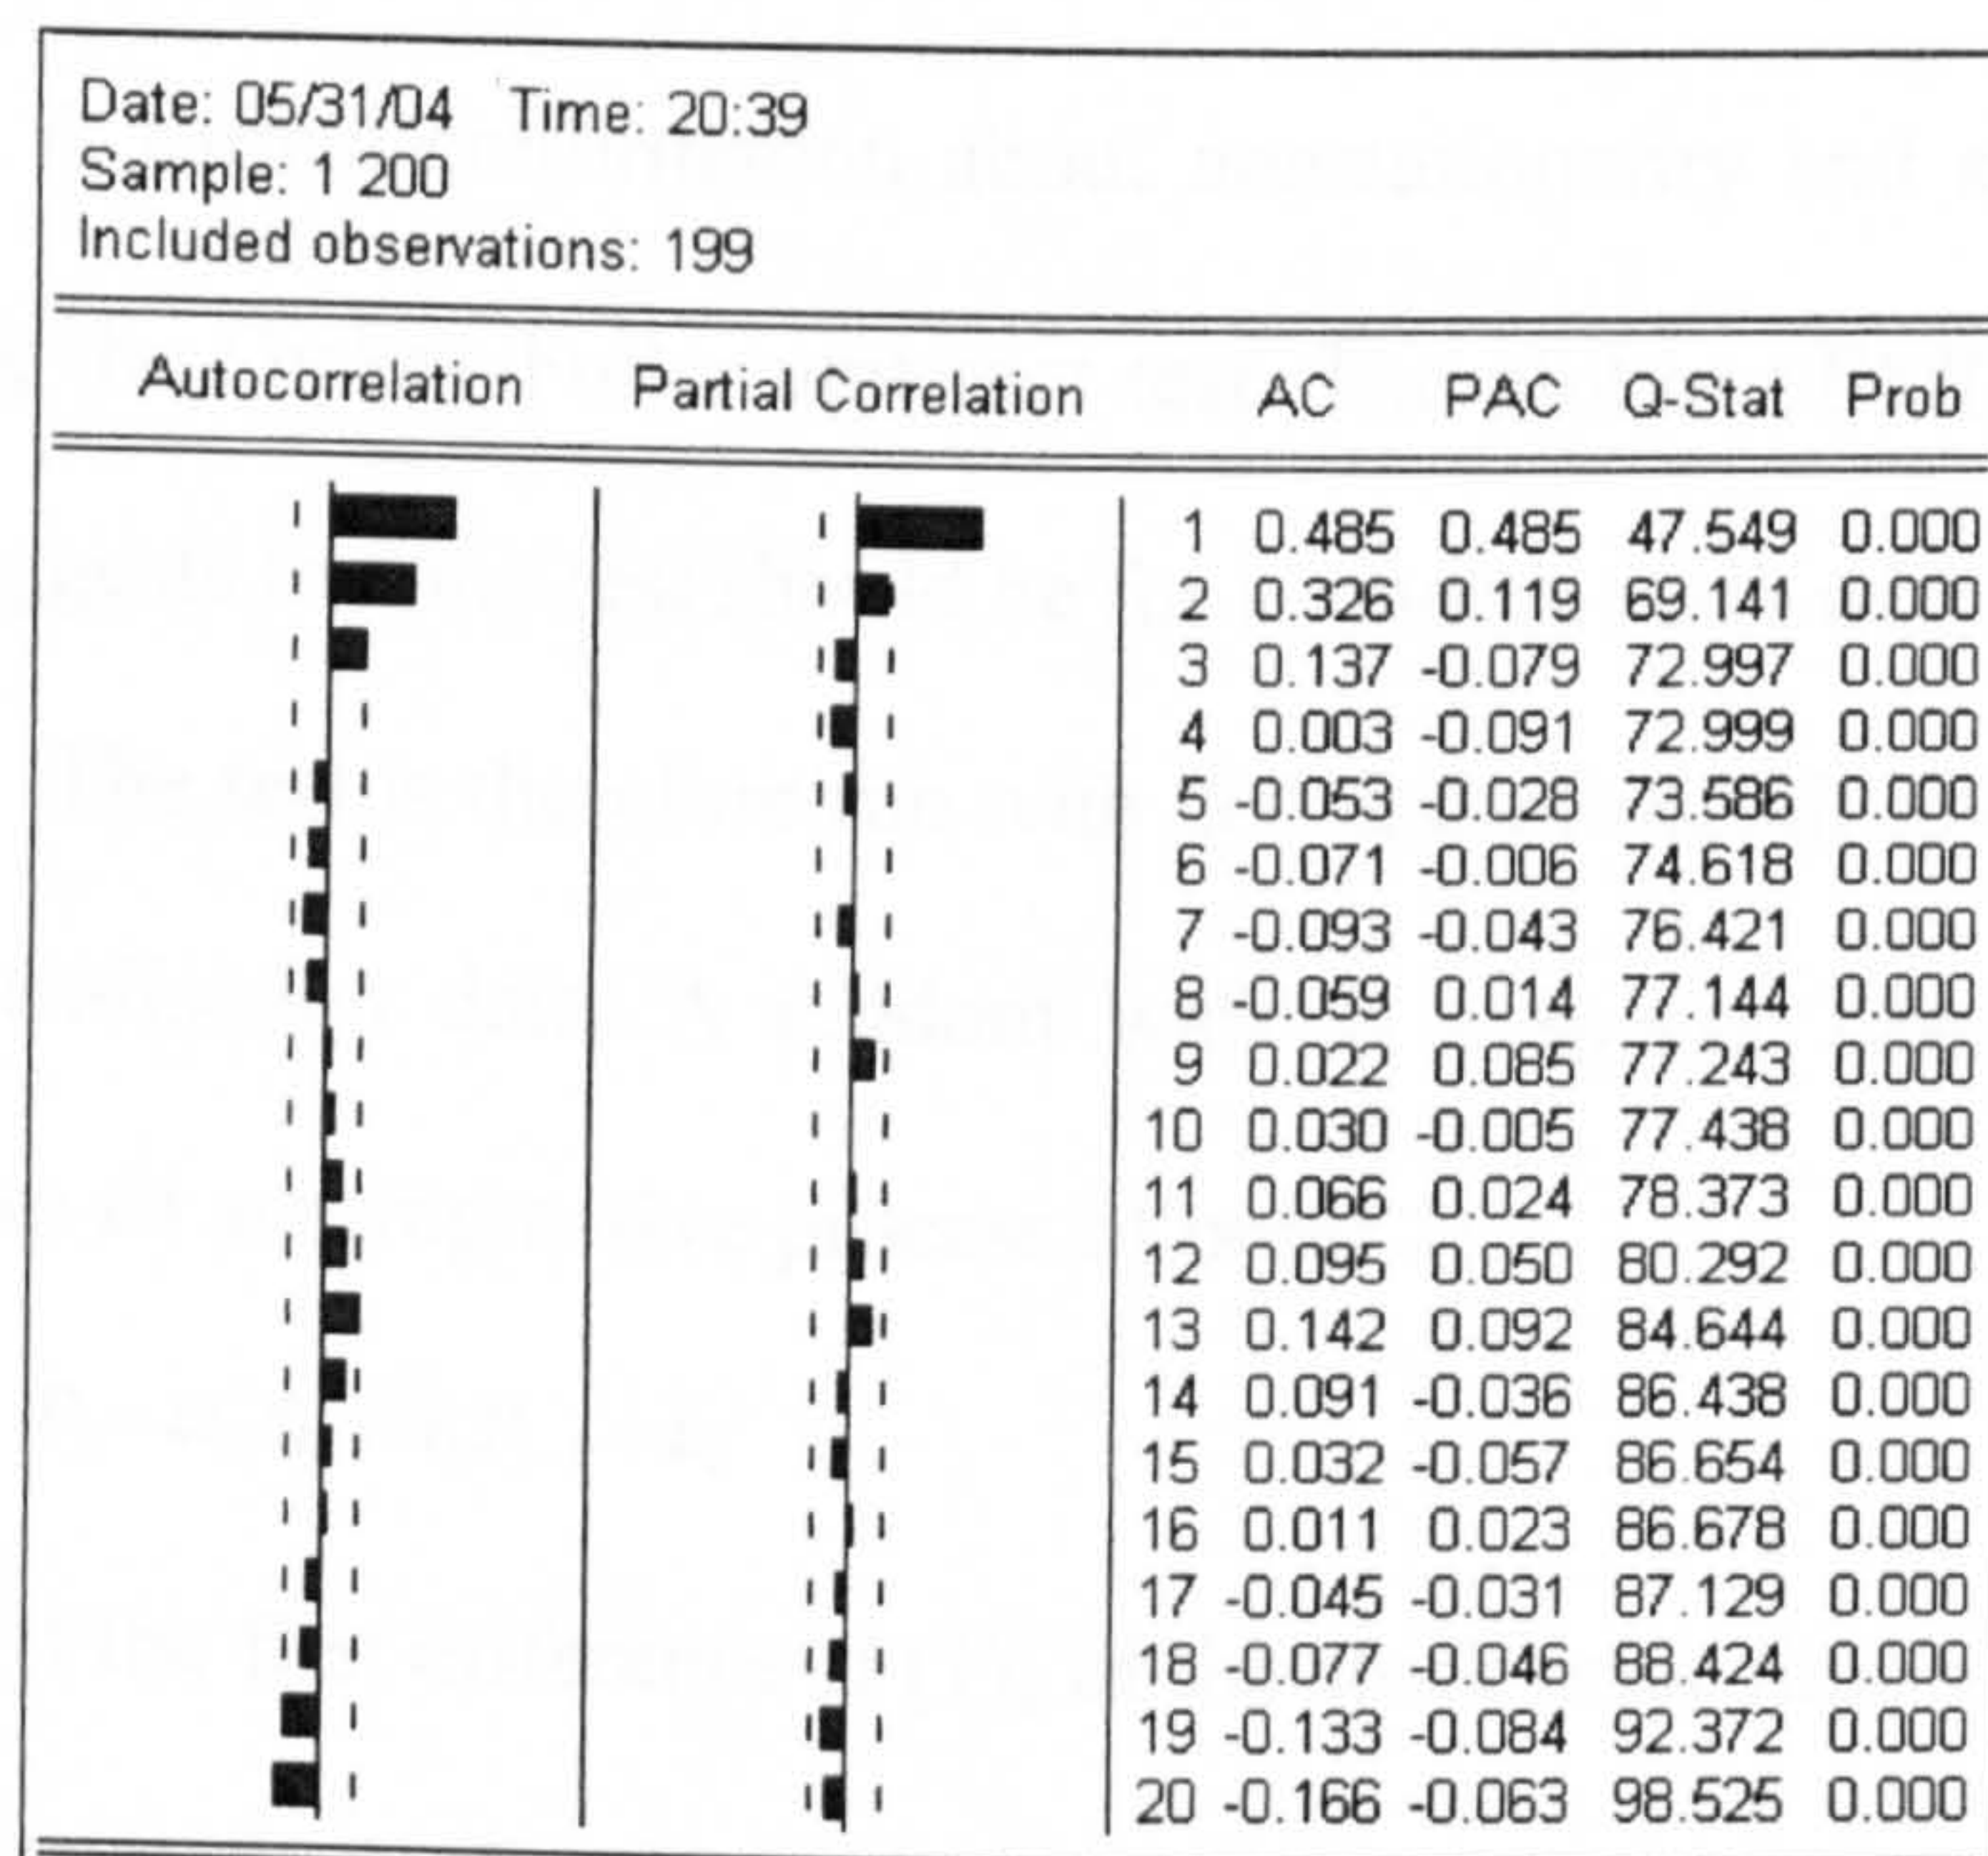 Date: 05/31/04 Time: 20:39
Sample: 1 200
Included observations: 199
Autocorrelation Partial Correlation AC PAC Q-Stat Prob
1 0.485 0.485 47.549 0.000
2 0.326 0.119 69.141 0.000
3 0.137 -0.079 72.997 0.000
4 0.003 -0.091 72.999 0.000
5 -0.053 -0.028 73.586 0.000
6 -0.071 -0.006 74.618 0.000
7 -0.093 -0.043 76.421 0.000
8 -0.059 0.014 77.144 0.000
9 0.022 0.085 77.243 0.000
10 0.030 -0.005 77.438 0.000
11 0.066 0.024 78.373 0.000
12 0.095 0.050 80.292 0.000
13 0.142 0.092 84.644 0.000
14 0.091 -0.036 86.438 0.000
15 0.032 -0.057 86.654 0.000
16 0.011 0.023 86.678 0.000
17 -0.045 -0.031 87.129 0.000
18 -0.077 -0.046 88.424 0.000
19 -0.133 -0.084 92.372 0.000
20 -0.166 -0.063 98.525 0.000